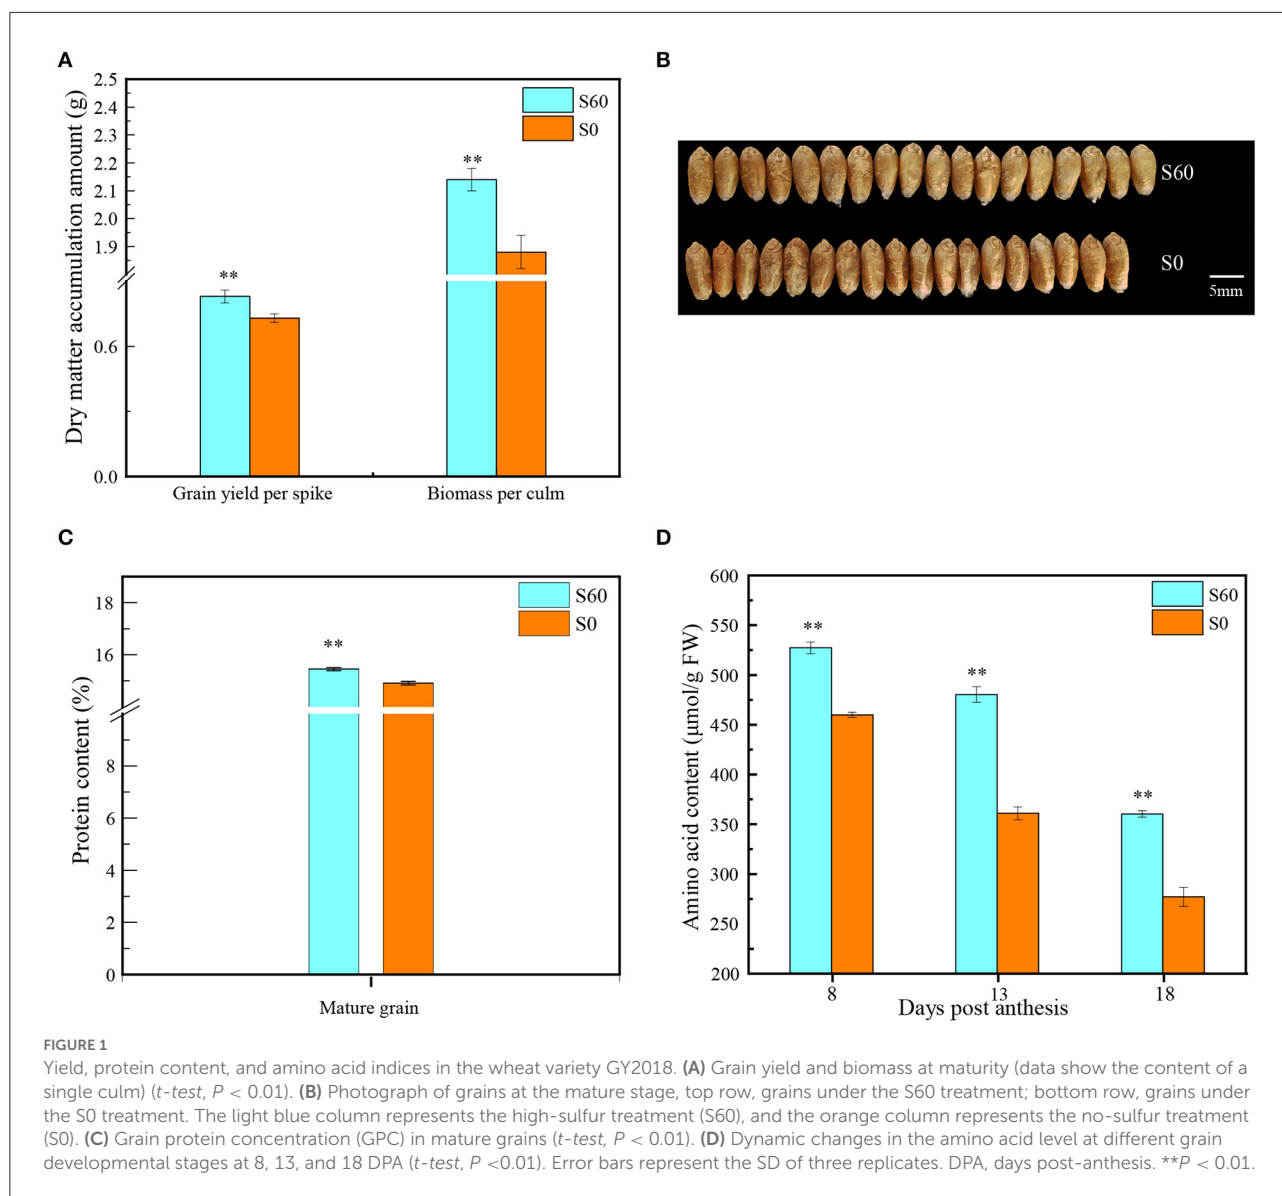 A
Dry matter accumulation amount (g)
2.5
2.4
2.3
2.2
2.1
2.0
1.9
0.6
0.0
S60
S0
**
**
Grain yield per spike
Biomass per culm
B
S60
S0
5mm
C
Protein content (%)
18
16
8
6
4
2
0
S60
S0
**
Mature grain
D
Amino acid content (μmol/g FW)
600
550
500
450
400
350
300
250
200
S60
S0
**
**
**
8
13
18
Days post anthesis
FIGURE 1
Yield, protein content, and amino acid indices in the wheat variety GY2018. (A) Grain yield and biomass at maturity (data show the content of a
single culm) (t-test, P < 0.01). (B) Photograph of grains at the mature stage, top row, grains under the S60 treatment; bottom row, grains under
the S0 treatment. The light blue column represents the high-sulfur treatment (S60), and the orange column represents the no-sulfur treatment
(S0). (C) Grain protein concentration (GPC) in mature grains (t-test, P < 0.01). (D) Dynamic changes in the amino acid level at different grain
developmental stages at 8, 13, and 18 DPA (t-test, P <0.01). Error bars represent the SD of three replicates. DPA, days post-anthesis. **P < 0.01.